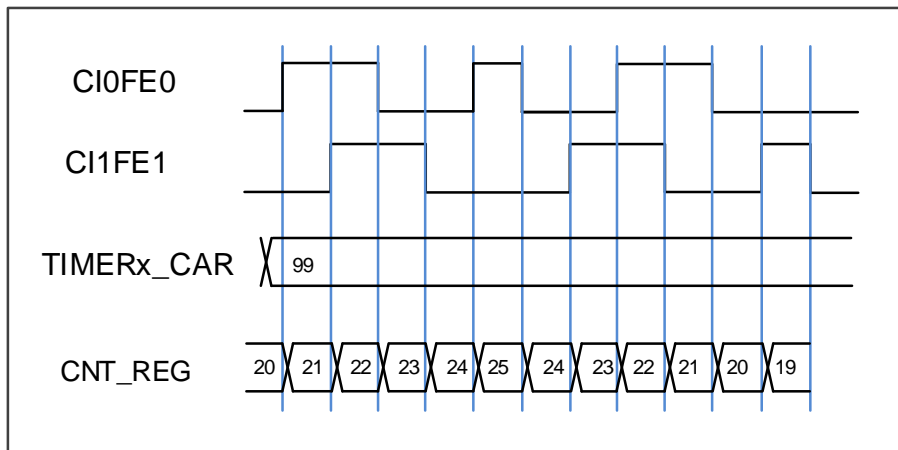 CI0FE0
CI1FE1
TIMERx_CAR 99
CNT_REG 20 21 22 23 24 25 24 23 22 21 20 19